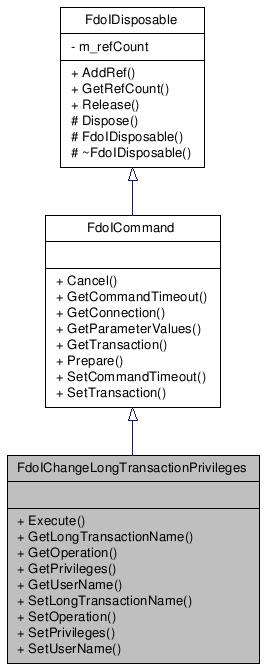 FdoIDisposable
- m_refCount
+ AddRef()
+ GetRefCount()
+ Release()
# Dispose()
# FdoIDisposable()
# ~FdoIDisposable()
FdoICommand
+ Cancel()
+ GetCommandTimeout()
+ GetConnection()
+ GetParameterValues()
+ GetTransaction()
+ Prepare()
+ SetCommandTimeout()
+ SetTransaction()
FdoIChangeLongTransactionPrivileges
+ Execute()
+ GetLongTransactionName()
+ GetOperation()
+ GetPrivileges()
+ GetUserName()
+ SetLongTransactionName()
+ SetOperation()
+ SetPrivileges()
+ SetUserName()